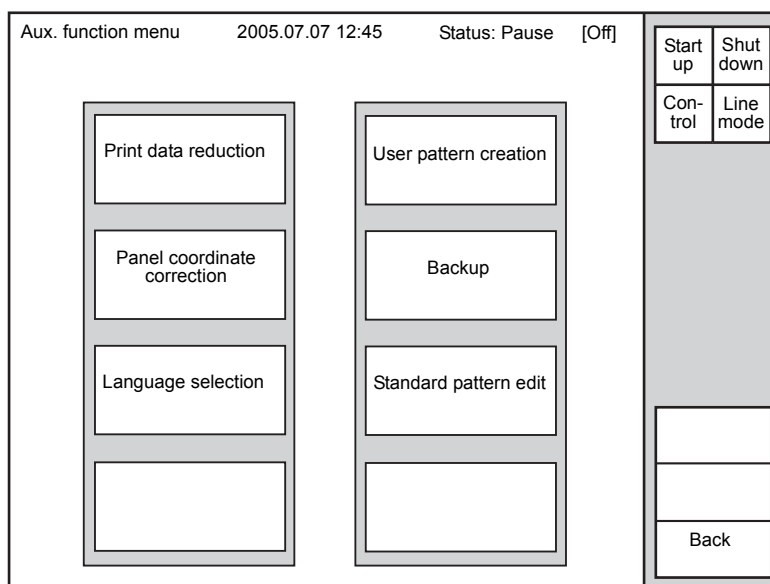 Aux. function menu 2005.07.07 12:45 Status: Pause [Off]
Start
up
Shut
down
Con-
trol
Line
mode
Print data reduction
User pattern creation
Panel coordinate
correction
Backup
Language selection
Standard pattern edit
Back